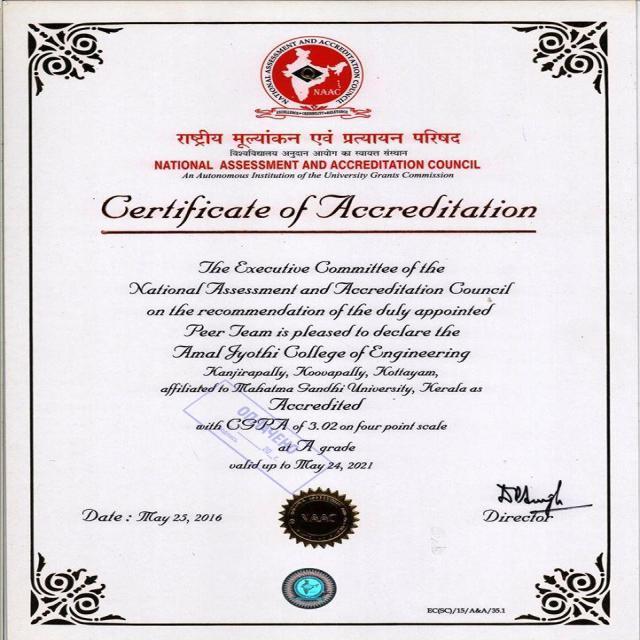 NATIONAL ASSESSMENT AND ACCREDITATION COUNCIL
NAAC
EXCELLENCE • CREDIBILITY • RELEVANCE
राष्ट्रीय मूल्यांकन एवं प्रत्यायन परिषद
विश्वविद्यालय अनुदान आयोग का स्वायत्त संस्थान
NATIONAL ASSESSMENT AND ACCREDITATION COUNCIL
An Autonomous Institution of the University Grants Commission
Certificate of Accreditation
The Executive Committee of the
National Assessment and Accreditation Council
on the recommendation of the duly appointed
Peer Team is pleased to declare the
Amal Jyothi College of Engineering
Kanjirapally, Koovapally, Kottayam,
affiliated to Mahatma Gandhi University, Kerala as
Accredited
with CGPA of 3.02 on four point scale
at A grade
valid up to May 24, 2021
ОПЛАЧЕНО
Date : May 25, 2016
NAAC
Director
EC(SC)/15/A&A/35.1